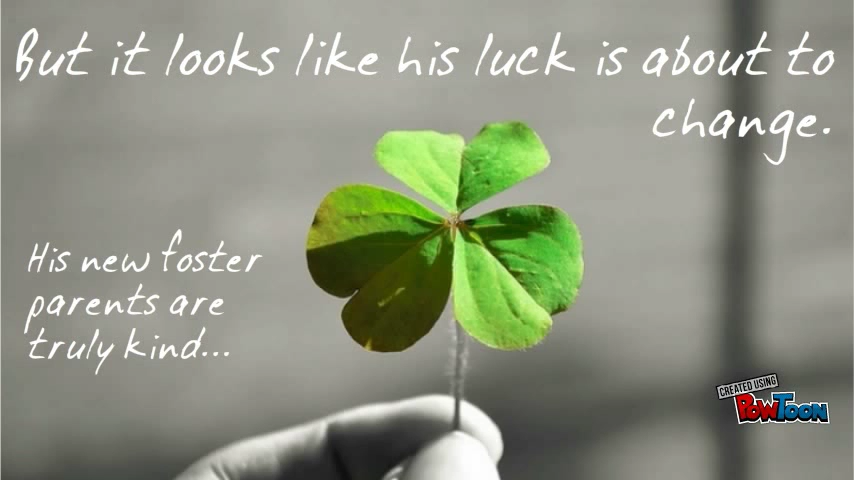 But it looks like his luck is about to
change.
His new foster
parents are
truly kind...
CREATED USING
POWTOON